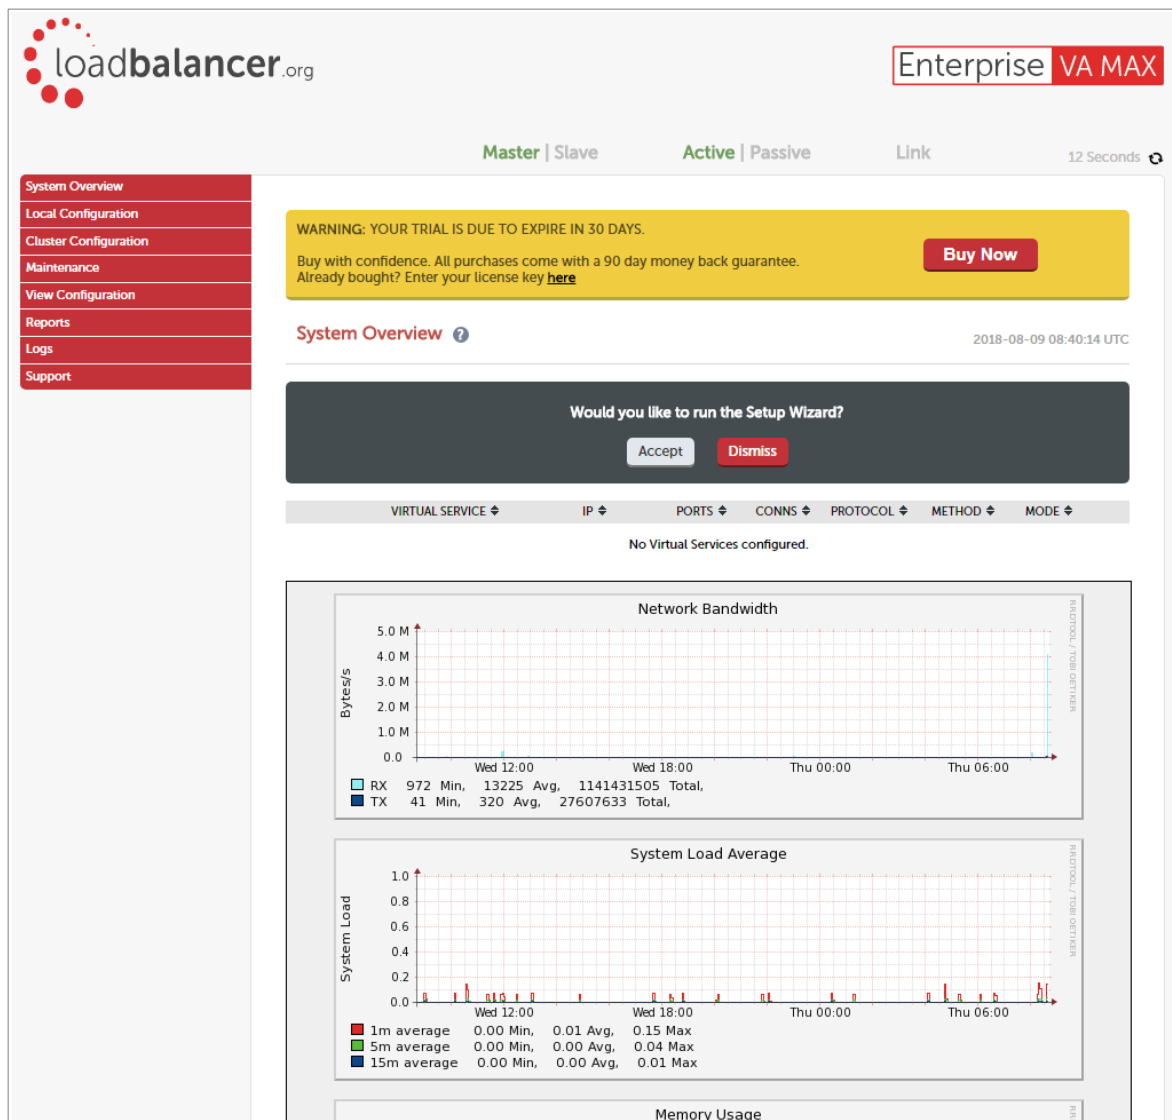 loadbalancer.org
Enterprise VA MAX
Master | Slave Active | Passive Link 12 Seconds
System Overview
Local Configuration
Cluster Configuration
Maintenance
View Configuration
Reports
Logs
Support
WARNING: YOUR TRIAL IS DUE TO EXPIRE IN 30 DAYS.
Buy with confidence. All purchases come with a 90 day money back guarantee.
Already bought? Enter your license key here
Buy Now
System Overview ?
2018-08-09 08:40:14 UTC
Would you like to run the Setup Wizard?
Accept Dismiss
VIRTUAL SERVICE IP PORTS CONNS PROTOCOL METHOD MODE
No Virtual Services configured.
Network Bandwidth
RRDTOOL / TOBI OETIKER
Bytes/s
5.0 M
4.0 M
3.0 M
2.0 M
1.0 M
0.0
Wed 12:00 Wed 18:00 Thu 00:00 Thu 06:00
RX 972 Min, 13225 Avg, 1141431505 Total,
TX 41 Min, 320 Avg, 27607633 Total,
System Load Average
RRDTOOL / TOBI OETIKER
System Load
1.0
0.8
0.6
0.4
0.2
0.0
Wed 12:00 Wed 18:00 Thu 00:00 Thu 06:00
1m average 0.00 Min, 0.01 Avg, 0.15 Max
5m average 0.00 Min, 0.00 Avg, 0.04 Max
15m average 0.00 Min, 0.00 Avg, 0.01 Max
Memory Usage